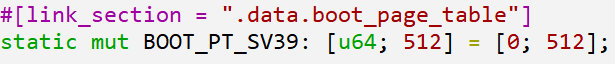 #[link_section = ".data.boot_page_table"]
static mut BOOT_PT_SV39: [u64; 512] = [0; 512];